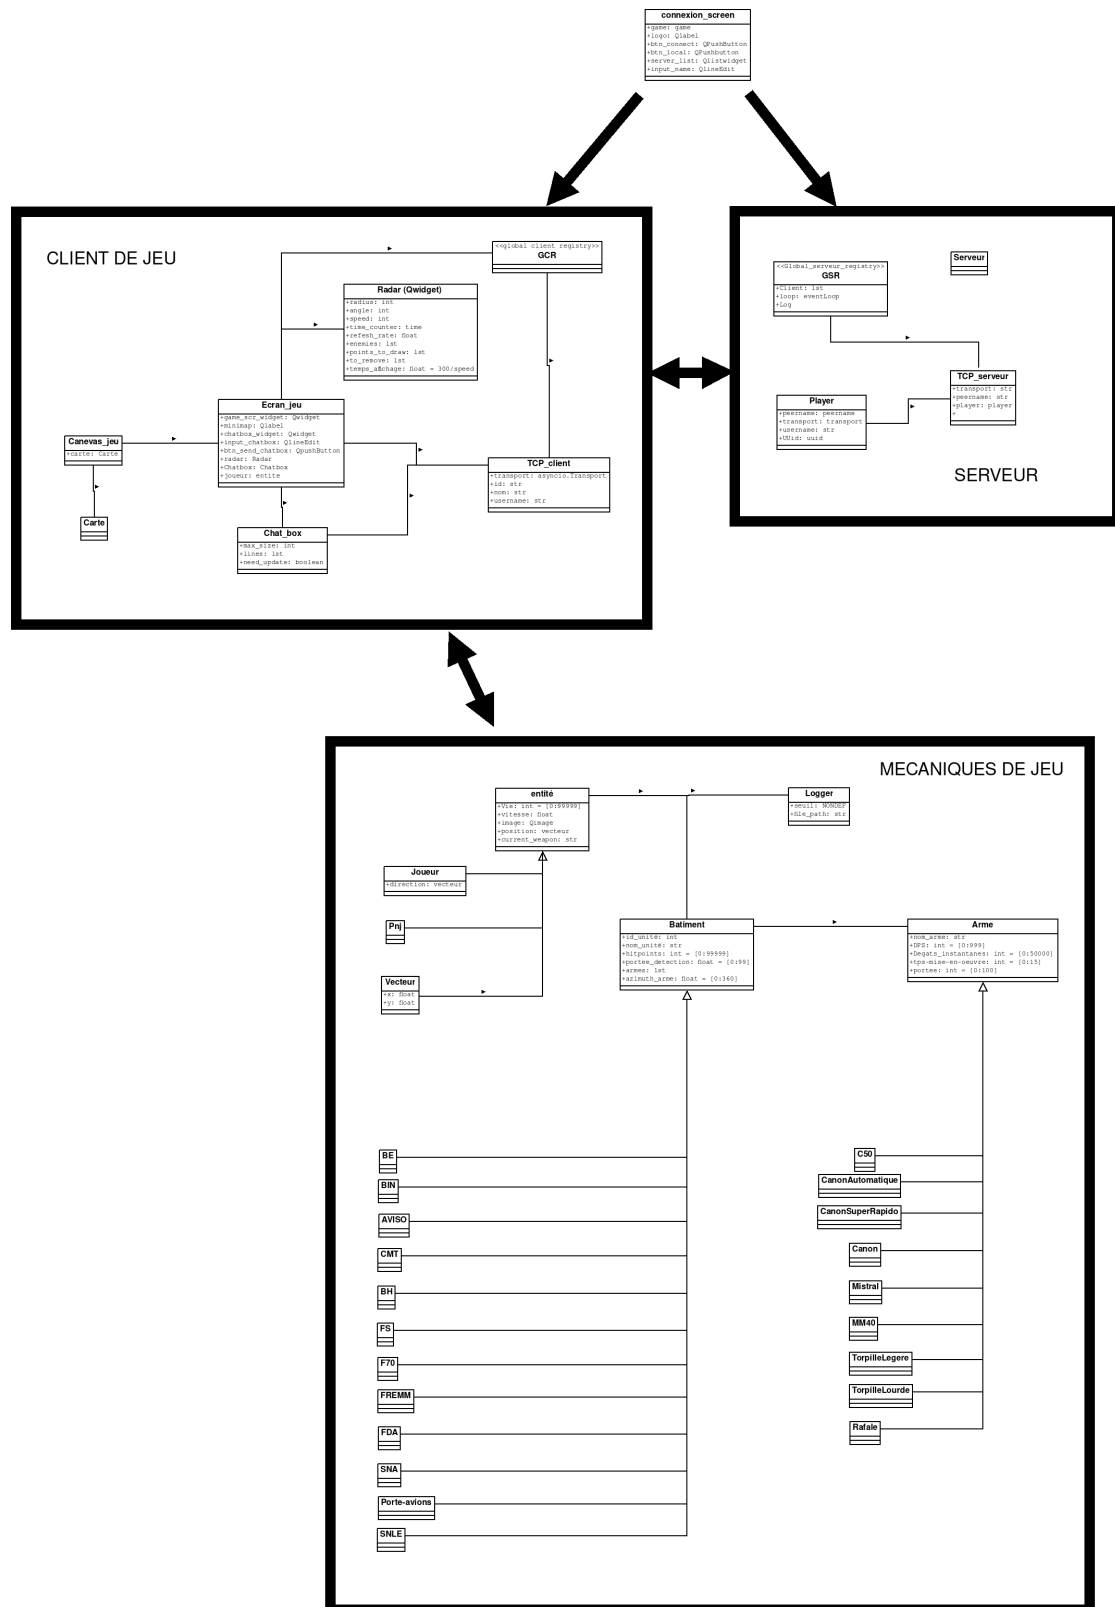 connexion_screen
+game: game
+logo: Qlabel
+btn_connect: QPushButton
+btn_local: QPushbutton
+server_list: Qlistwidget
+input_name: QlineEdit
CLIENT DE JEU
<<global client registry>>
GCR
Radar (Qwidget)
+radius: int
+angle: int
+speed: int
+time_counter: time
+refesh_rate: float
+enemies: lst
+points_to_draw: lst
+to_remove: lst
+temps_affichage: float = 300/speed
Ecran_jeu
+game_scr_widget: Qwidget
+minimap: Qlabel
+chatbox_widget: Qwidget
+input_chatbox: QlineEdit
+btn_send_chatbox: QpushButton
+radar: Radar
+Chatbox: Chatbox
+joueur: entite
Canevas_jeu
+carte: Carte
Carte
TCP_client
+transport: asyncio.Transport
+id: str
+nom: str
+username: str
Chat_box
+max_size: int
+lines: lst
+need_update: boolean
Serveur
<<Global_serveur_registry>>
GSR
+Client: lst
+loop: eventLoop
+Log
TCP_serveur
+transport: str
+peername: str
+player: player
+
Player
+peername: peername
+transport: transport
+username: str
+UUid: uuid
SERVEUR
MECANIQUES DE JEU
entité
+Vie: int = [0:99999]
+vitesse: float
+image: Qimage
+position: vecteur
+current_weapon: str
Logger
+seuil: NONDEF
+file_path: str
Joueur
+direction: vecteur
Pnj
Vecteur
+x: float
+y: float
Batiment
+id_unité: int
+nom_unité: str
+hitpoints: int = [0:99999]
+portee_detection: float = [0:99]
+armes: lst
+azimuth_arme: float = [0:360]
Arme
+nom_arme: str
+DPS: int = [0:999]
+Degats_instantanes: int = [0:50000]
+tps-mise-en-oeuvre: int = [0:15]
+portee: int = [0:100]
BE
BIN
AVISO
CMT
BH
FS
F70
FREMM
FDA
SNA
Porte-avions
SNLE
C50
CanonAutomatique
CanonSuperRapido
Canon
Mistral
MM40
TorpilleLegere
TorpilleLourde
Rafale